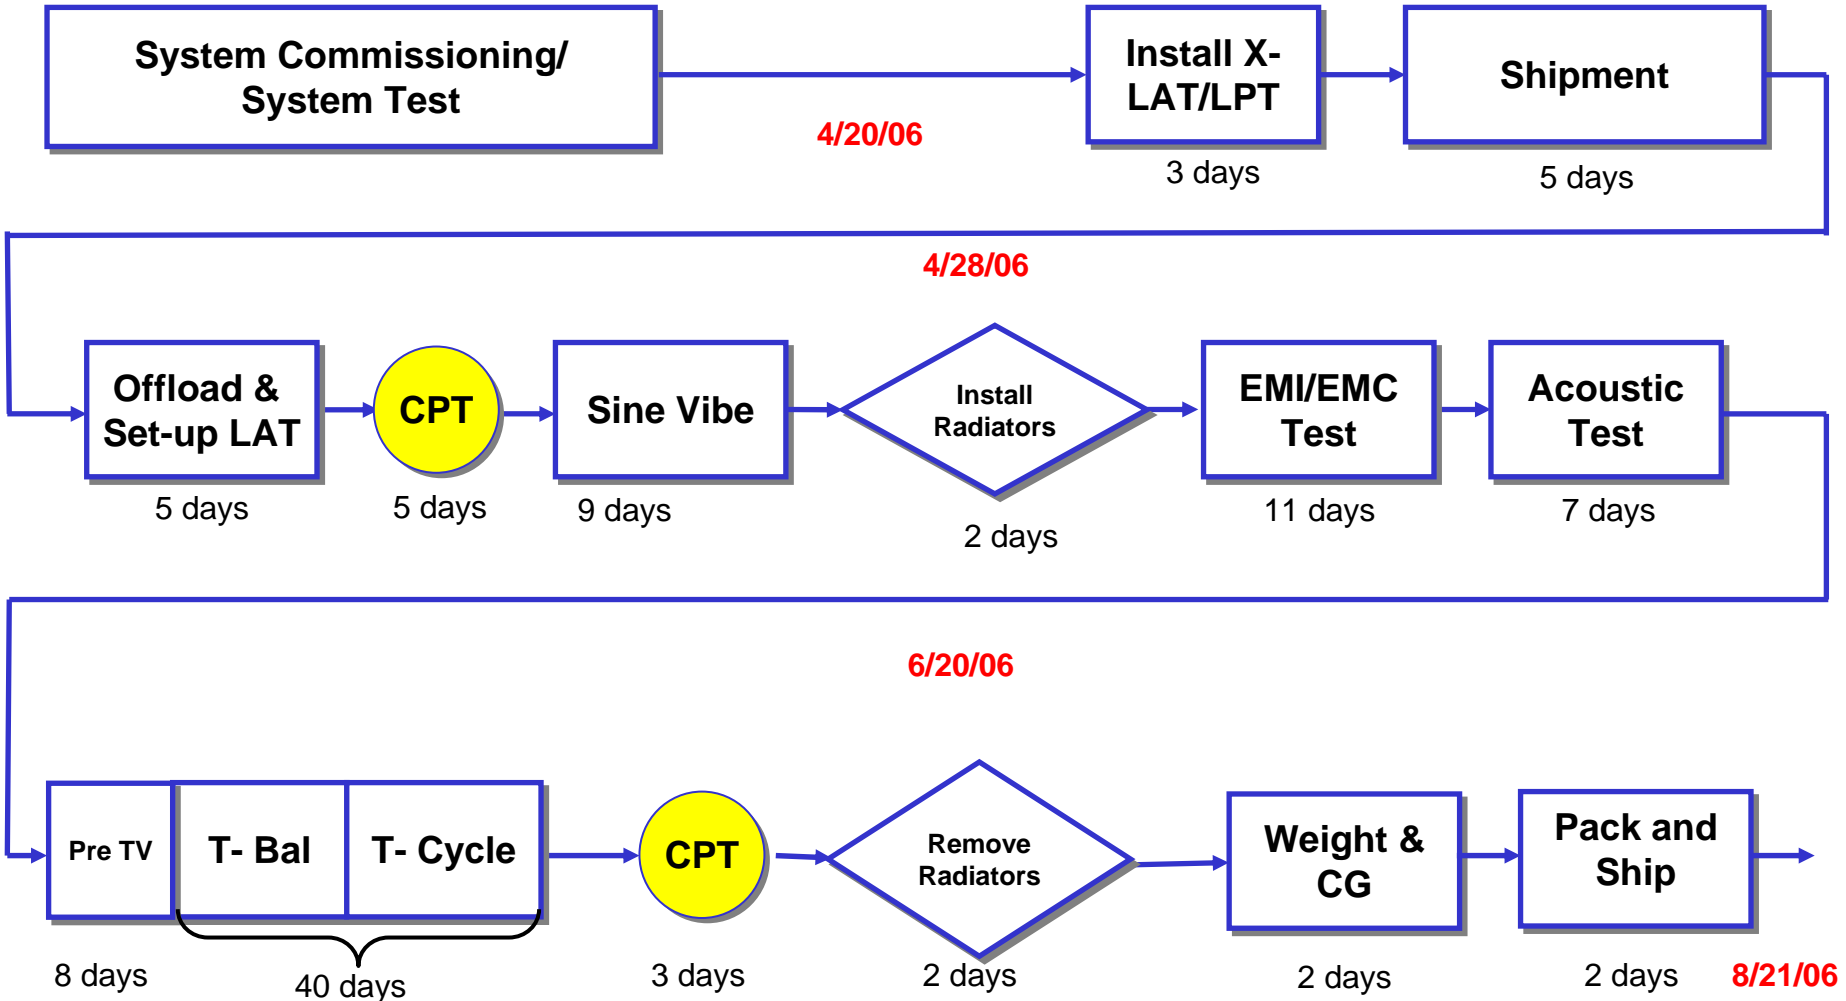 System Commissioning/
System Test
4/20/06
Install X-
LAT/LPT
3 days
Shipment
5 days
4/28/06
Offload &
Set-up LAT
5 days
CPT
5 days
Sine Vibe
9 days
Install
Radiators
2 days
EMI/EMC
Test
11 days
Acoustic
Test
7 days
6/20/06
Pre TV
8 days
T- Bal
T- Cycle
40 days
CPT
3 days
Remove
Radiators
2 days
Weight &
CG
2 days
Pack and
Ship
2 days
8/21/06